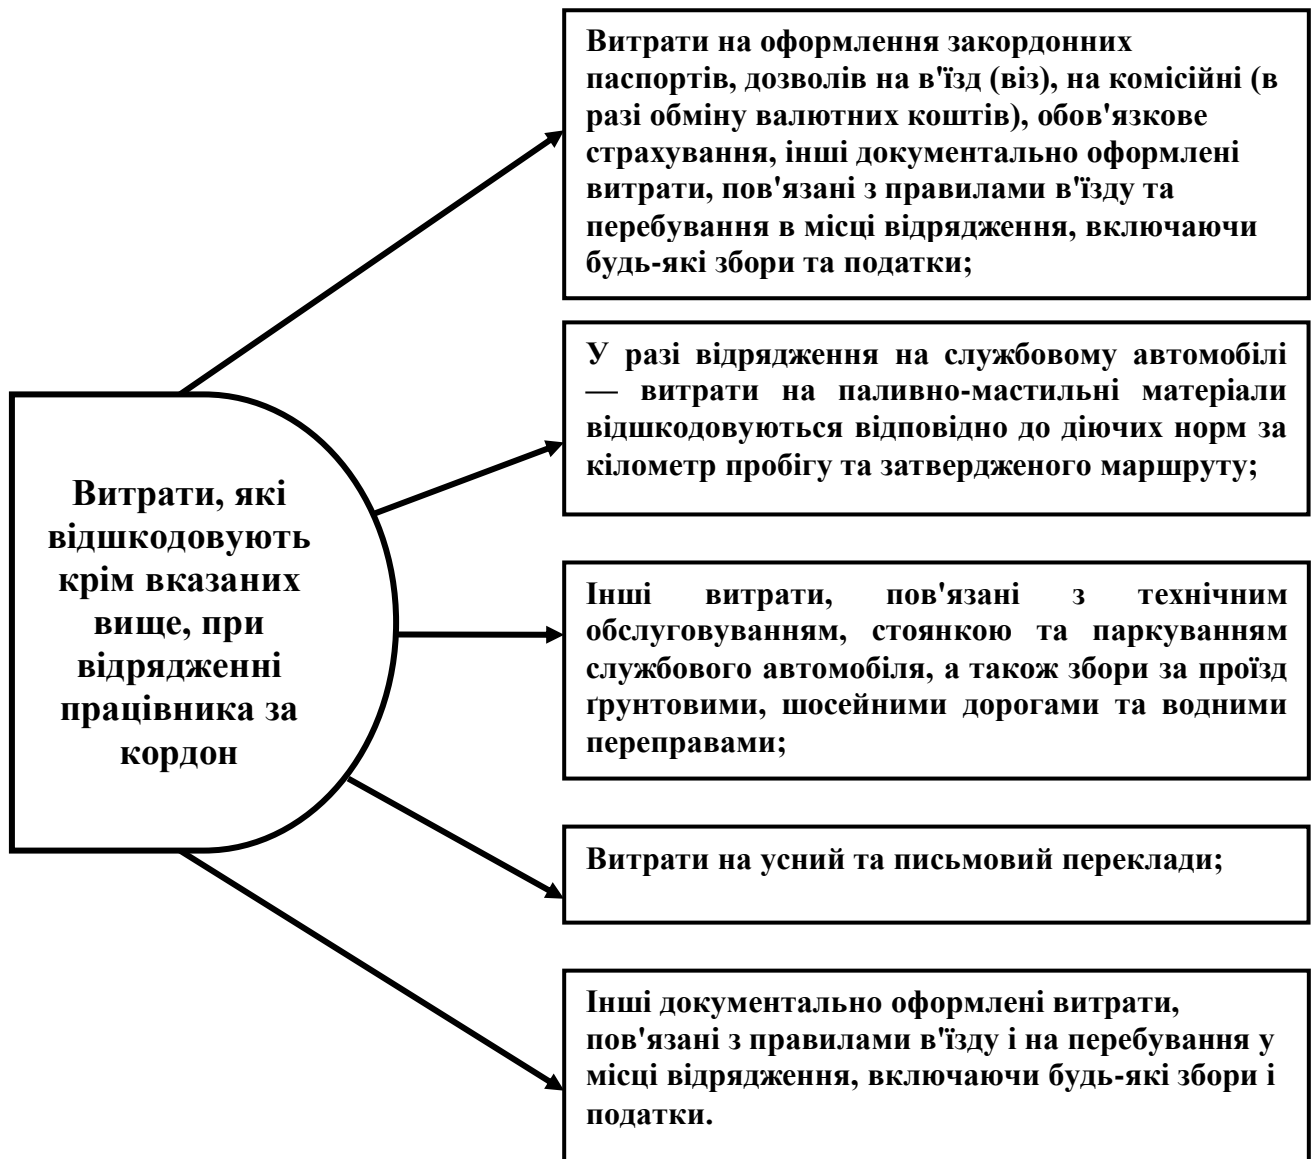 Витрати на оформлення закордонних
паспортів, дозволів на в'їзд (віз), на комісійні (в
разі обміну валютних коштів), обов'язкове
страхування, інші документально оформлені
витрати, пов'язані з правилами в'їзду та
перебування в місці відрядження, включаючи
будь-які збори та податки;
У разі відрядження на службовому автомобілі
— витрати на паливно-мастильні матеріали
відшкодовуються відповідно до діючих норм за
кілометр пробігу та затвердженого маршруту;
Витрати, які
відшкодовують
крім вказаних
вище, при
відрядженні
працівника за
кордон
Інші витрати, пов'язані з технічним
обслуговуванням, стоянкою та паркуванням
службового автомобіля, а також збори за проїзд
ґрунтовими, шосейними дорогами та водними
переправами;
Витрати на усний та письмовий переклади;
Інші документально оформлені витрати,
пов'язані з правилами в'їзду і на перебування у
місці відрядження, включаючи будь-які збори і
податки.